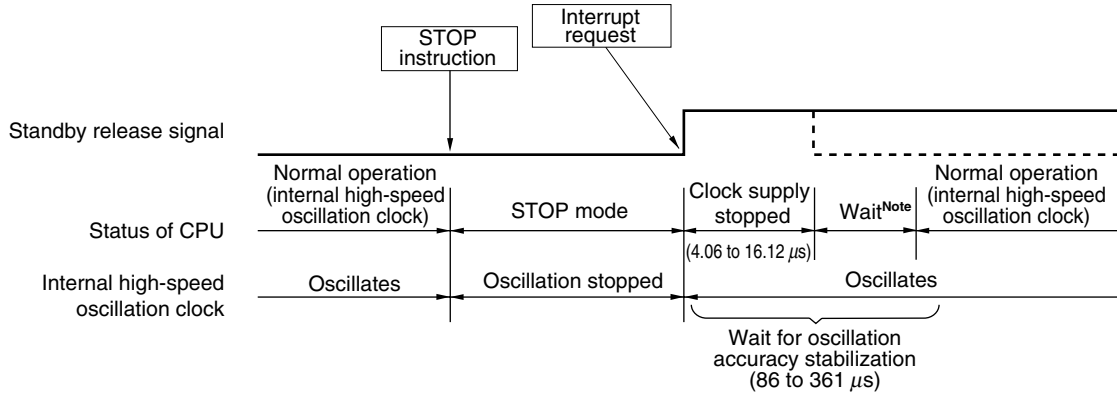 STOP
instruction
Interrupt
request
Standby release signal
Normal operation
(internal high-speed
oscillation clock)
STOP mode
Clock supply
stopped
(4.06 to 16.12 μs)
WaitNote
Normal operation
(internal high-speed
oscillation clock)
Status of CPU
Internal high-speed
oscillation clock
Oscillates
Oscillation stopped
Oscillates
Wait for oscillation
accuracy stabilization
(86 to 361 μs)